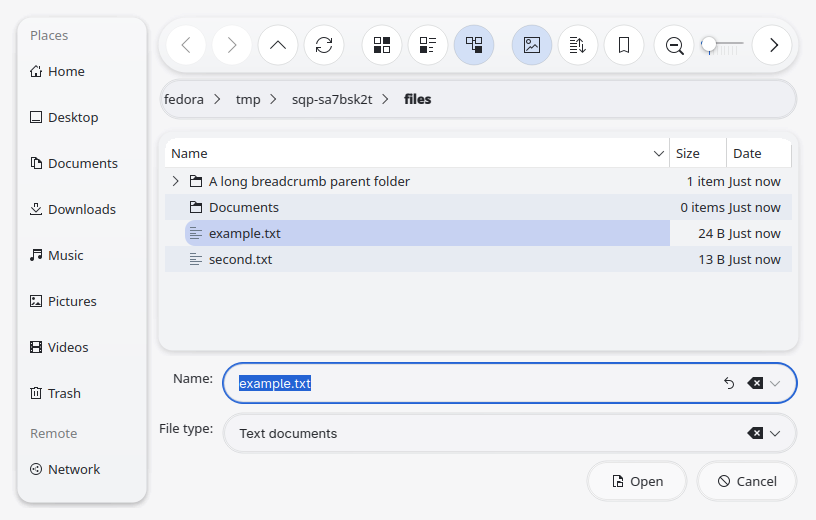 Places
Home
Desktop
Documents
Downloads
Music
Pictures
Videos
Trash
Remote
Network
fedora tmp sqp-sa7bsk2t files
Name Size Date
A long breadcrumb parent folder 1 item Just now
Documents 0 items Just now
example.txt 24 B Just now
second.txt 13 B Just now
Name: example.txt
File type: Text documents
Open Cancel